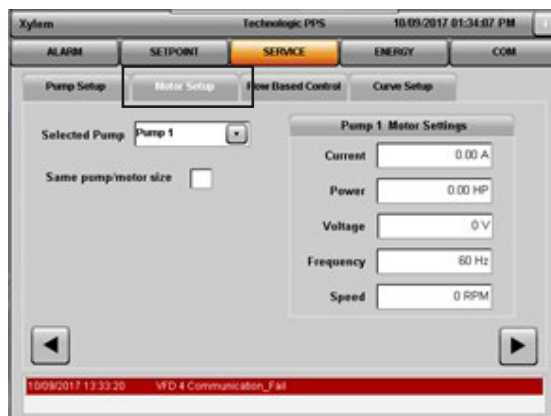 Xylem Technologic PPS 10/09/2017 01:34:07 PM
ALARM SETPOINT SERVICE ENERGY COM
Pump Setup Motor Setup Flow Based Control Curve Setup
Selected Pump Pump 1
Same pump/motor size
Pump 1 Motor Settings
Current 0.00 A
Power 0.00 HP
Voltage 0 V
Frequency 60 Hz
Speed 0 RPM
10/09/2017 13:33:20 VFD 4 Communication_Fail